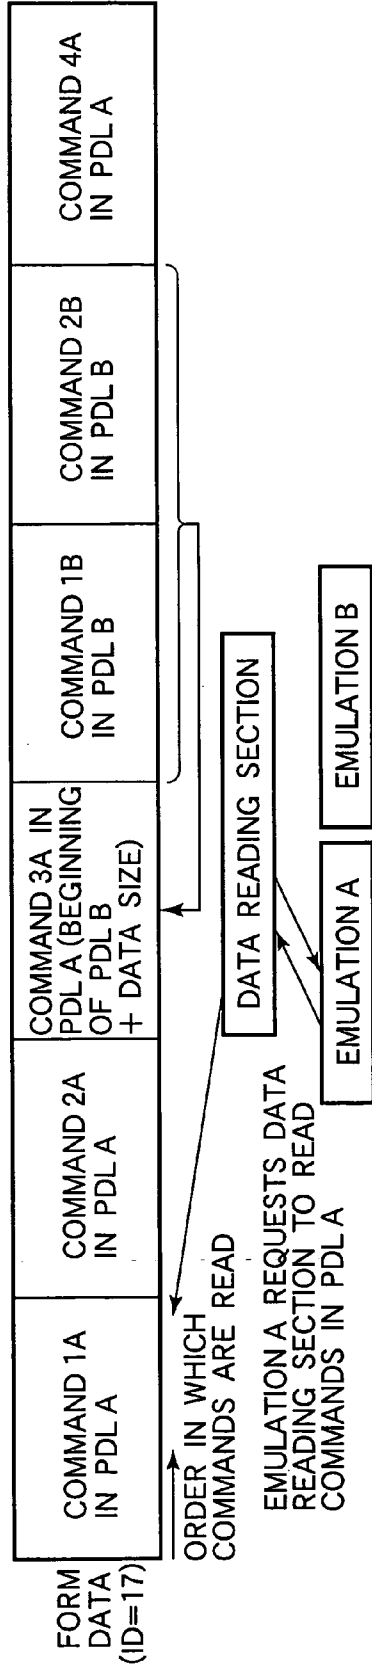 FORM
DATA
(ID=17)
COMMAND 1A
IN PDL A
COMMAND 2A
IN PDL A
COMMAND 3A IN
PDL A (BEGINNING
OF PDL B
+ DATA SIZE)
COMMAND 1B
IN PDL B
COMMAND 2B
IN PDL B
COMMAND 4A
IN PDL A
ORDER IN WHICH
COMMANDS ARE READ
DATA READING SECTION
EMULATION A REQUESTS DATA
READING SECTION TO READ
COMMANDS IN PDL A
EMULATION A
EMULATION B